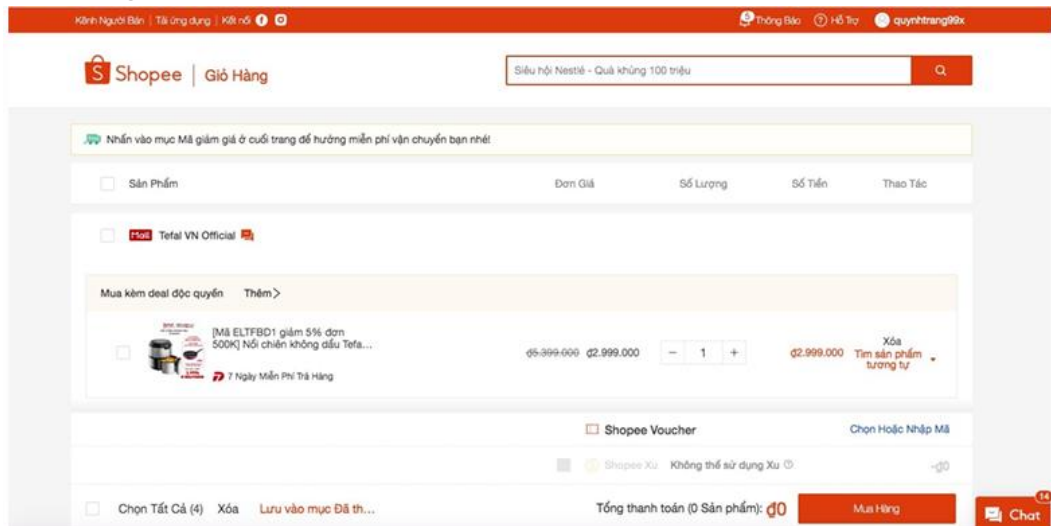 Kênh Người Bán | Tải ứng dụng | Kết nối
5
Thông Báo
Hỗ Trợ
quynhtrang99x
Shopee | Giỏ Hàng
Siêu hội Nestlé - Quà khủng 100 triệu
Nhấn vào mục Mã giảm giá ở cuối trang để hưởng miễn phí vận chuyển bạn nhé!
Sản Phẩm Đơn Giá Số Lượng Số Tiền Thao Tác
Mall Tefal VN Official
Mua kèm deal độc quyền Thêm >
[Mã ELTFBD1 giảm 5% đơn
500K] Nồi chiên không dầu Tefa...
₫5.399.000 ₫2.999.000 − 1 + ₫2.999.000
Xóa
Tìm sản phẩm
tương tự
7 Ngày Miễn Phí Trả Hàng
Shopee Voucher Chọn Hoặc Nhập Mã
Shopee Xu Không thể sử dụng Xu -₫0
Chọn Tất Cả (4) Xóa Lưu vào mục Đã th... Tổng thanh toán (0 Sản phẩm): ₫0 Mua Hàng
14
Chat